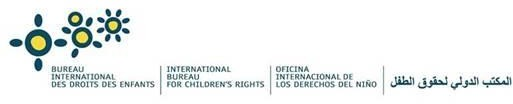 BUREAU
INTERNATIONAL
DES DROITS DES ENFANTS
INTERNATIONAL
BUREAU
FOR CHILDREN'S RIGHTS
OFICINA
INTERNACIONAL DE
LOS DERECHOS DEL NIÑO
المكتب الدولي لحقوق الطفل